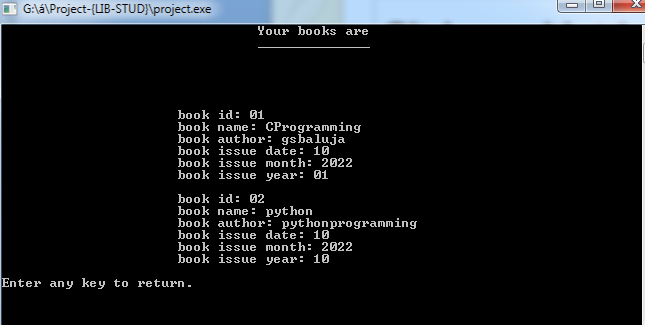 G:\á\Project-{LIB-STUD}\project.exe
Your books are
book id: 01
book name: CProgramming
book author: gsbaluja
book issue date: 10
book issue month: 2022
book issue year: 01
book id: 02
book name: python
book author: pythonprogramming
book issue date: 10
book issue month: 2022
book issue year: 10
Enter any key to return.